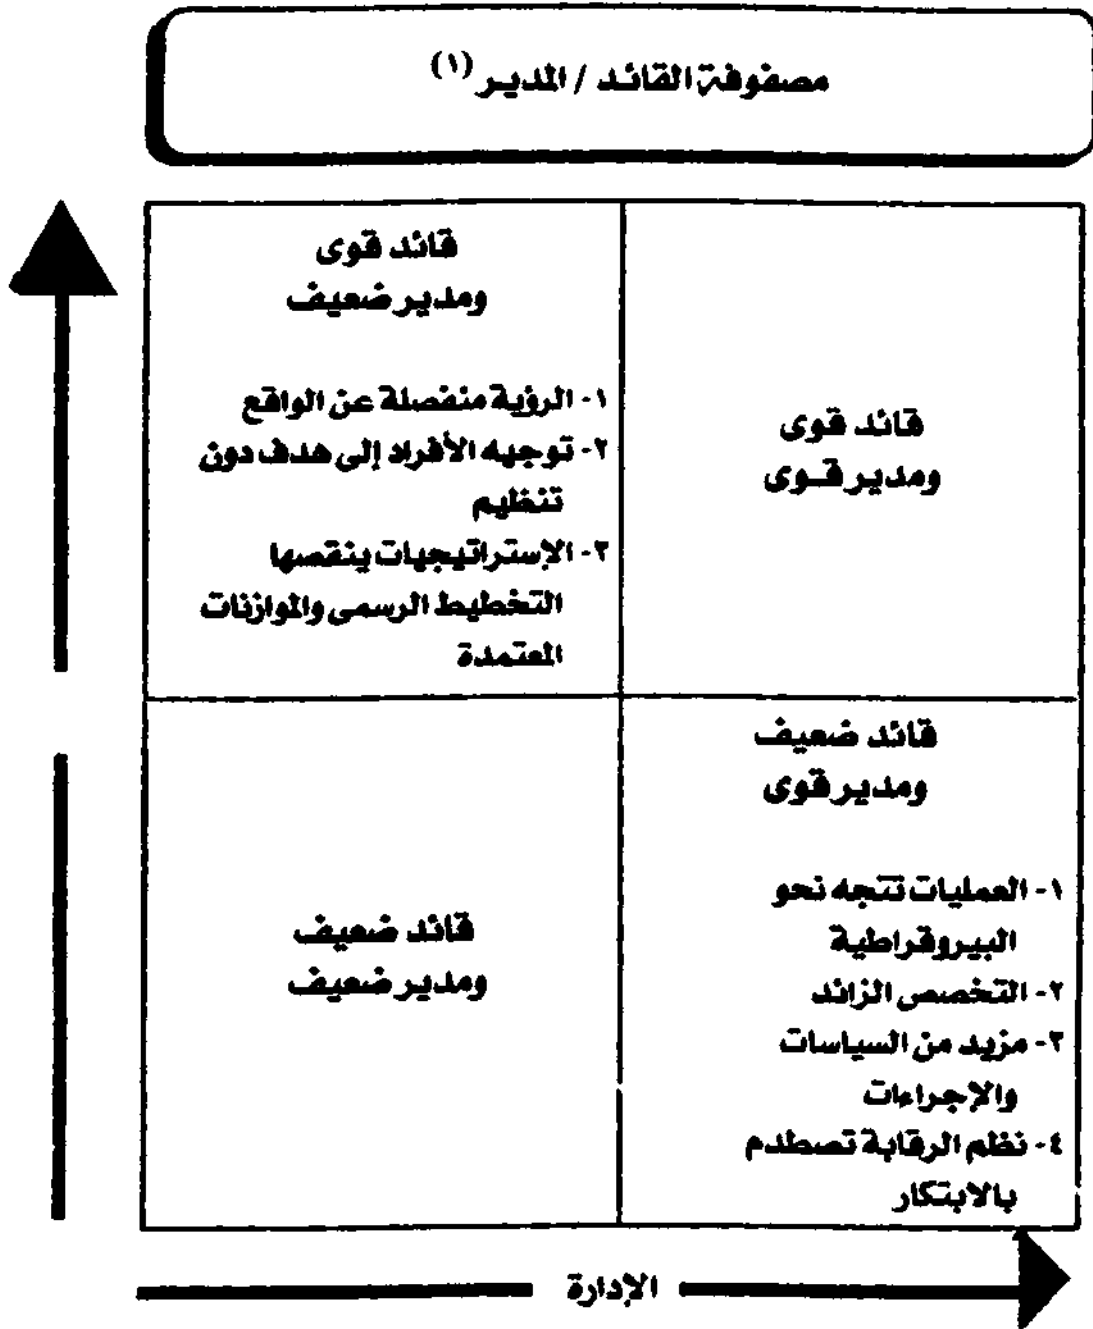 مصفوفة القائد / المدير (١)
قائد قوى
ومدير قوى
قائد قوى
ومدير ضعيف
١- الرؤية منفصلة عن الواقع
٢- توجيه الأفراد إلى هدف دون
تنظيم
٣- الإستراتيجيات ينقصها
التخطيط الرسمى والموازنات
المعتمدة
قائد ضعيف
ومدير قوى
١- العمليات تتجه نحو
البيروقراطية
٢- التخصص الزائد
٣- مزيد من السياسات
والإجراءات
٤- نظم الرقابة تصطدم
بالابتكار
قائد ضعيف
ومدير ضعيف
الإدارة